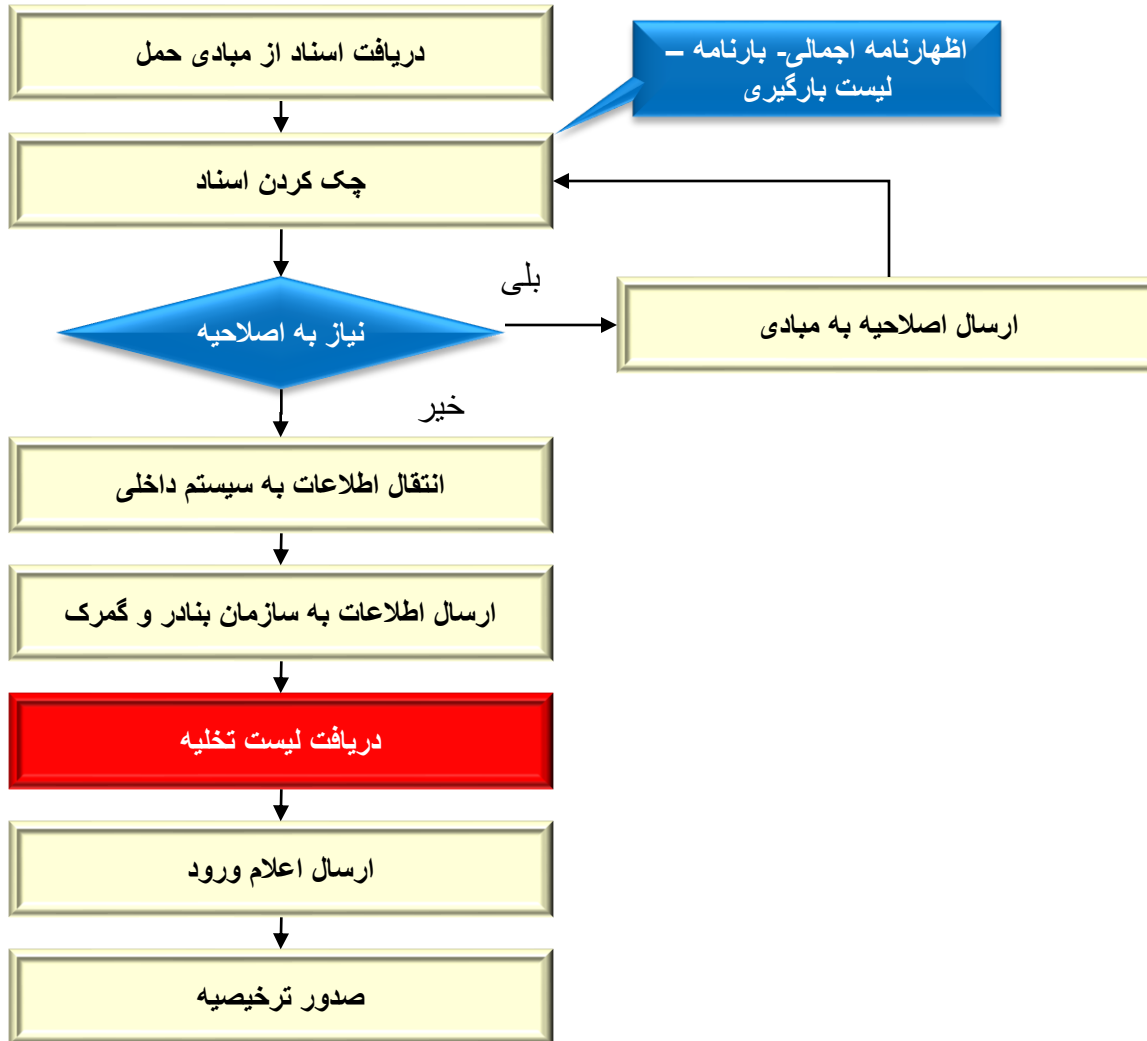 دریافت اسناد از مبادی حمل
اظهارنامه اجمالی- بارنامه –
لیست بارگیری
چک کردن اسناد
بلی
نیاز به اصلاحیه
ارسال اصلاحیه به مبادی
خیر
انتقال اطلاعات به سیستم داخلی
ارسال اطلاعات به سازمان بنادر و گمرک
دریافت لیست تخلیه
ارسال اعلام ورود
صدور ترخیصیه